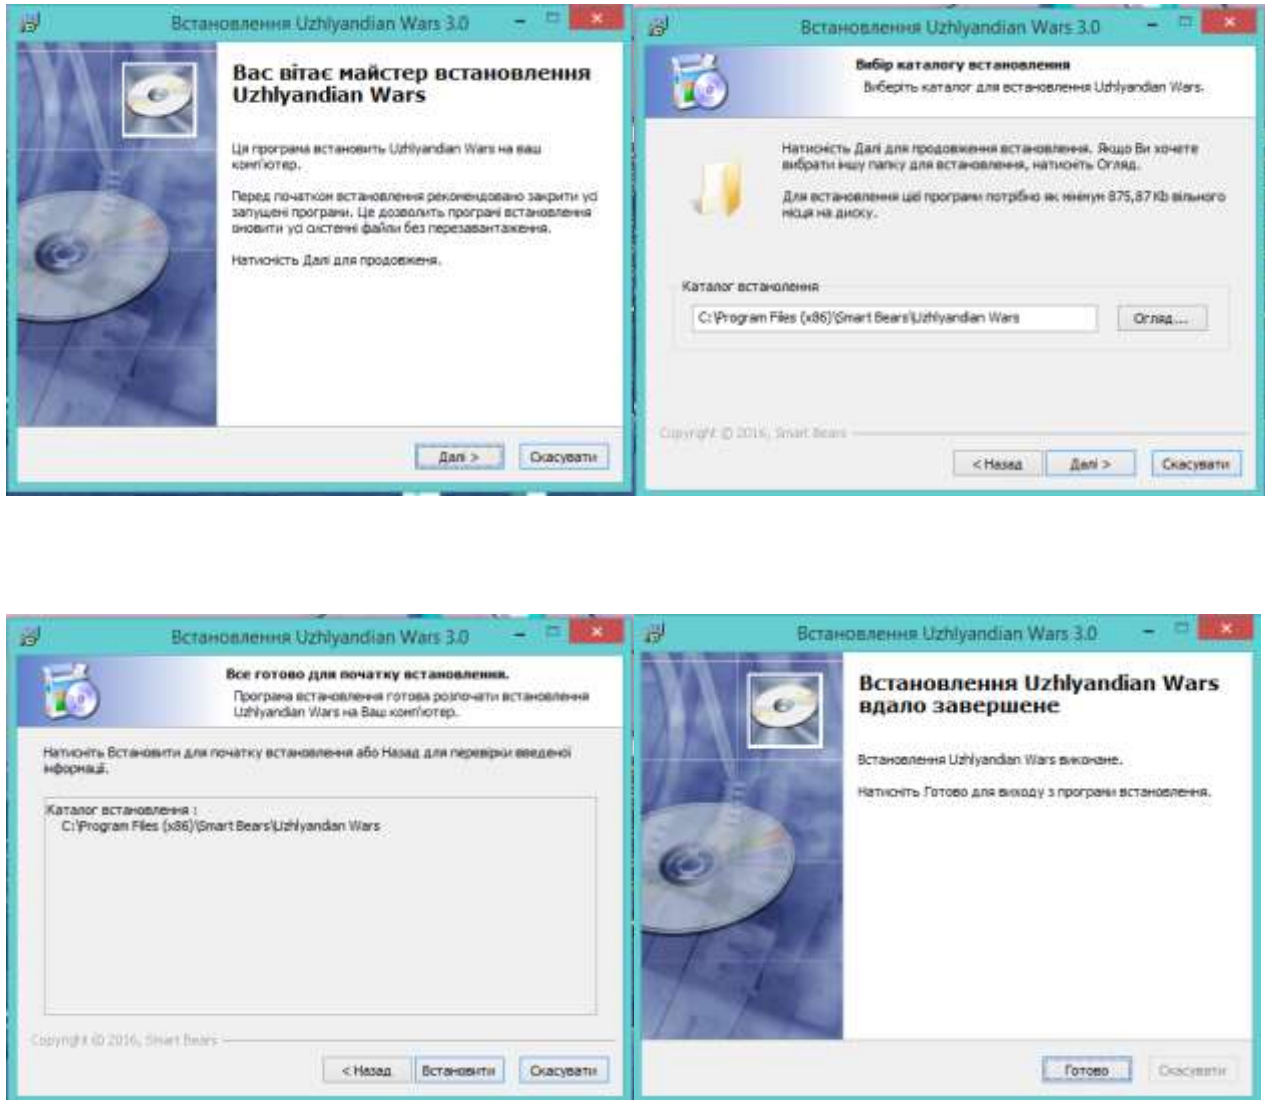 Встановлення Uzhlyandian Wars 3.0
Вас вітає майстер встановлення
Uzhlyandian Wars
Ця програма встановить Uzhlyandian Wars на ваш
комп'ютер.
Перед початком встановлення рекомендовано закрити усі
запущені програми. Це дозволить програмі встановлення
оновити усі системні файли без перезавантаження.
Натисність Далі для продовженя.
Далі >
Скасувати
Встановлення Uzhlyandian Wars 3.0
Вибір каталогу встановлення
Виберіть каталог для встановлення Uzhlyandian Wars.
Натисність Далі для продовження встановлення. Якщо Ви хочете
вибрати іншу папку для встановлення, натисніть Огляд.
Для встановлення цієї програми потрібно як мінімум 875,87 Kb вільного
місця на диску.
Каталог встанолення
C:\Program Files (x86)\Smart Bears\Uzhlyandian Wars
Огляд...
Copyright © 2016, Smart Bears
< Назад
Далі >
Скасувати
Встановлення Uzhlyandian Wars 3.0
Все готово для початку встановлення.
Програма встановлення готова розпочати встановлення
Uzhlyandian Wars на Ваш комп'ютер.
Натисніть Встановити для початку встановлення або Назад для перевірки введеної
інформації.
Каталог встановлення :
C:\Program Files (x86)\Smart Bears\Uzhlyandian Wars
Copyright © 2016, Smart Bears
< Назад
Встановити
Скасувати
Встановлення Uzhlyandian Wars 3.0
Встановлення Uzhlyandian Wars
вдало завершене
Встановлення Uzhlyandian Wars виконане.
Натисніть Готово для виходу з програми встановлення.
Готово
Скасувати